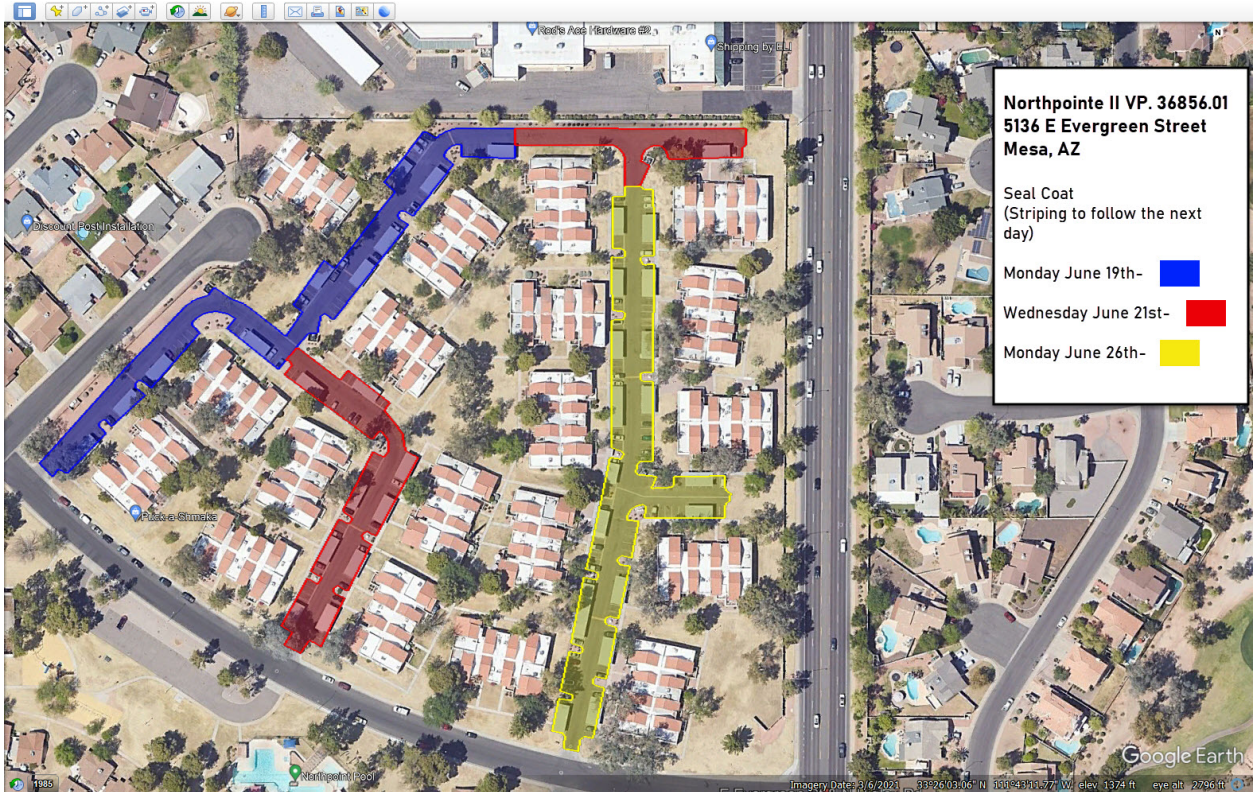 Rod's Ace Hardware #2
Shipping by ELI
N
Northpointe II VP. 36856.01
5136 E Evergreen Street
Mesa, AZ
Seal Coat
(Striping to follow the next
day)
Monday June 19th-
Wednesday June 21st-
Monday June 26th-
Discount Post Installation
Puck-a-Shmaka
Northpoint Pool
Google Earth
1985
Imagery Date: 3/6/2021 33°26'03.06" N 111°43'11.77" W elev 1374 ft eye alt 2796 ft